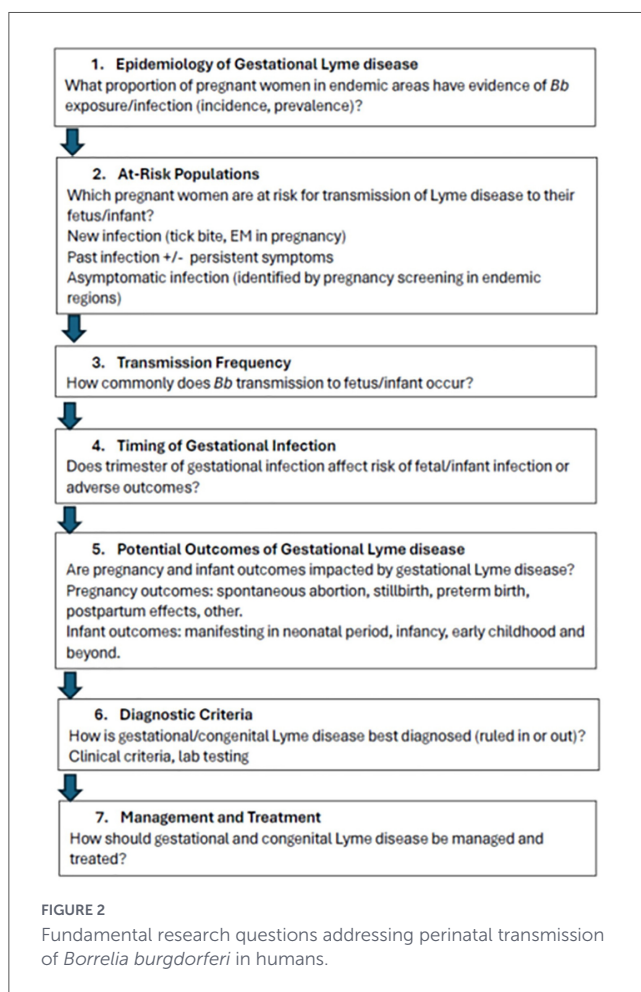 1. Epidemiology of Gestational Lyme disease
What proportion of pregnant women in endemic areas have evidence of Bb
exposure/infection (incidence, prevalence)?
2. At-Risk Populations
Which pregnant women are at risk for transmission of Lyme disease to their
fetus/infant?
New infection (tick bite, EM in pregnancy)
Past infection +/- persistent symptoms
Asymptomatic infection (identified by pregnancy screening in endemic
regions)
3. Transmission Frequency
How commonly does Bb transmission to fetus/infant occur?
4. Timing of Gestational Infection
Does trimester of gestational infection affect risk of fetal/infant infection or
adverse outcomes?
5. Potential Outcomes of Gestational Lyme disease
Are pregnancy and infant outcomes impacted by gestational Lyme disease?
Pregnancy outcomes: spontaneous abortion, stillbirth, preterm birth,
postpartum effects, other.
Infant outcomes: manifesting in neonatal period, infancy, early childhood and
beyond.
6. Diagnostic Criteria
How is gestational/congenital Lyme disease best diagnosed (ruled in or out)?
Clinical criteria, lab testing
7. Management and Treatment
How should gestational and congenital Lyme disease be managed and
treated?
FIGURE 2
Fundamental research questions addressing perinatal transmission
of Borrelia burgdorferi in humans.